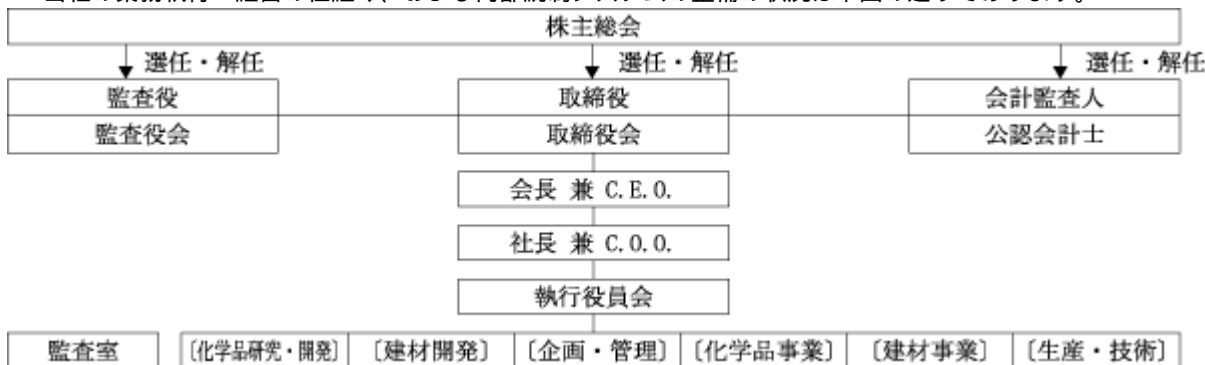 株主総会
選任・解任 選任・解任 選任・解任
監査役 取締役 会計監査人
監査役会 取締役会 公認会計士
会長 兼 C.E.O.
社長 兼 C.O.O.
執行役員会
監査室 〔化学品研究・開発〕 〔建材開発〕 〔企画・管理〕 〔化学品事業〕 〔建材事業〕 〔生産・技術〕